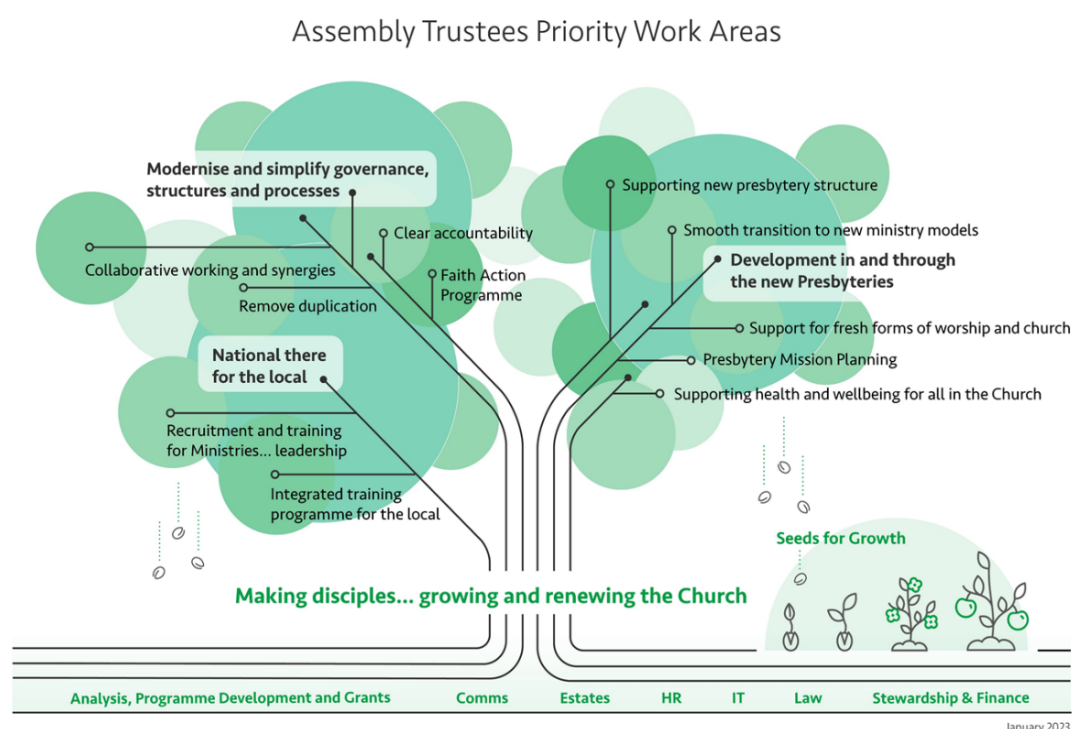 Assembly Trustees Priority Work Areas
Modernise and simplify governance,
structures and processes
Clear accountability
Collaborative working and synergies
Faith Action
Programme
Remove duplication
National there
for the local
Recruitment and training
for Ministries... leadership
Integrated training
programme for the local
Supporting new presbytery structure
Smooth transition to new ministry models
Development in and through
the new Presbyteries
Support for fresh forms of worship and church
Presbytery Mission Planning
Supporting health and wellbeing for all in the Church
Seeds for Growth
Making disciples... growing and renewing the Church
Analysis, Programme Development and Grants Comms Estates HR IT Law Stewardship & Finance
January 2023